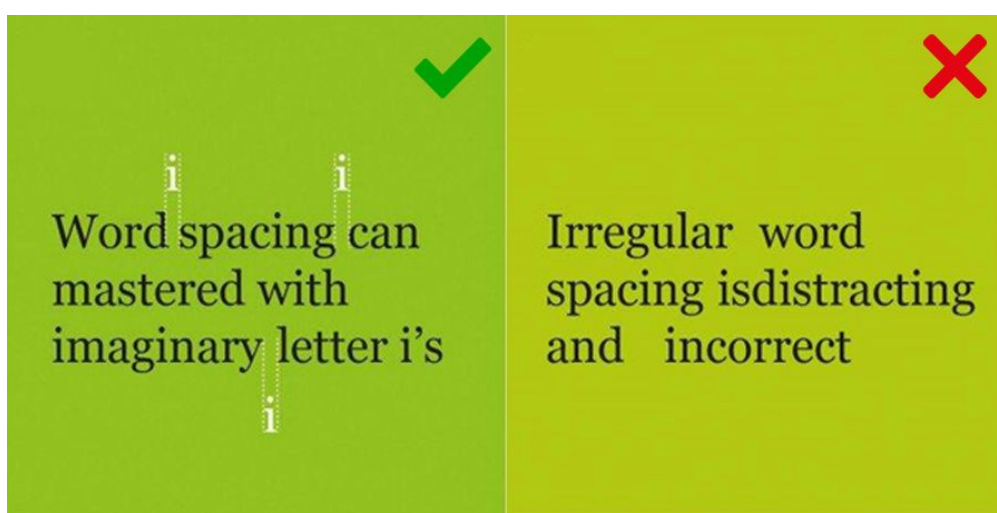 i i
Word spacing can
mastered with
imaginary letter i's
i
Irregular word
spacing isdistracting
and incorrect